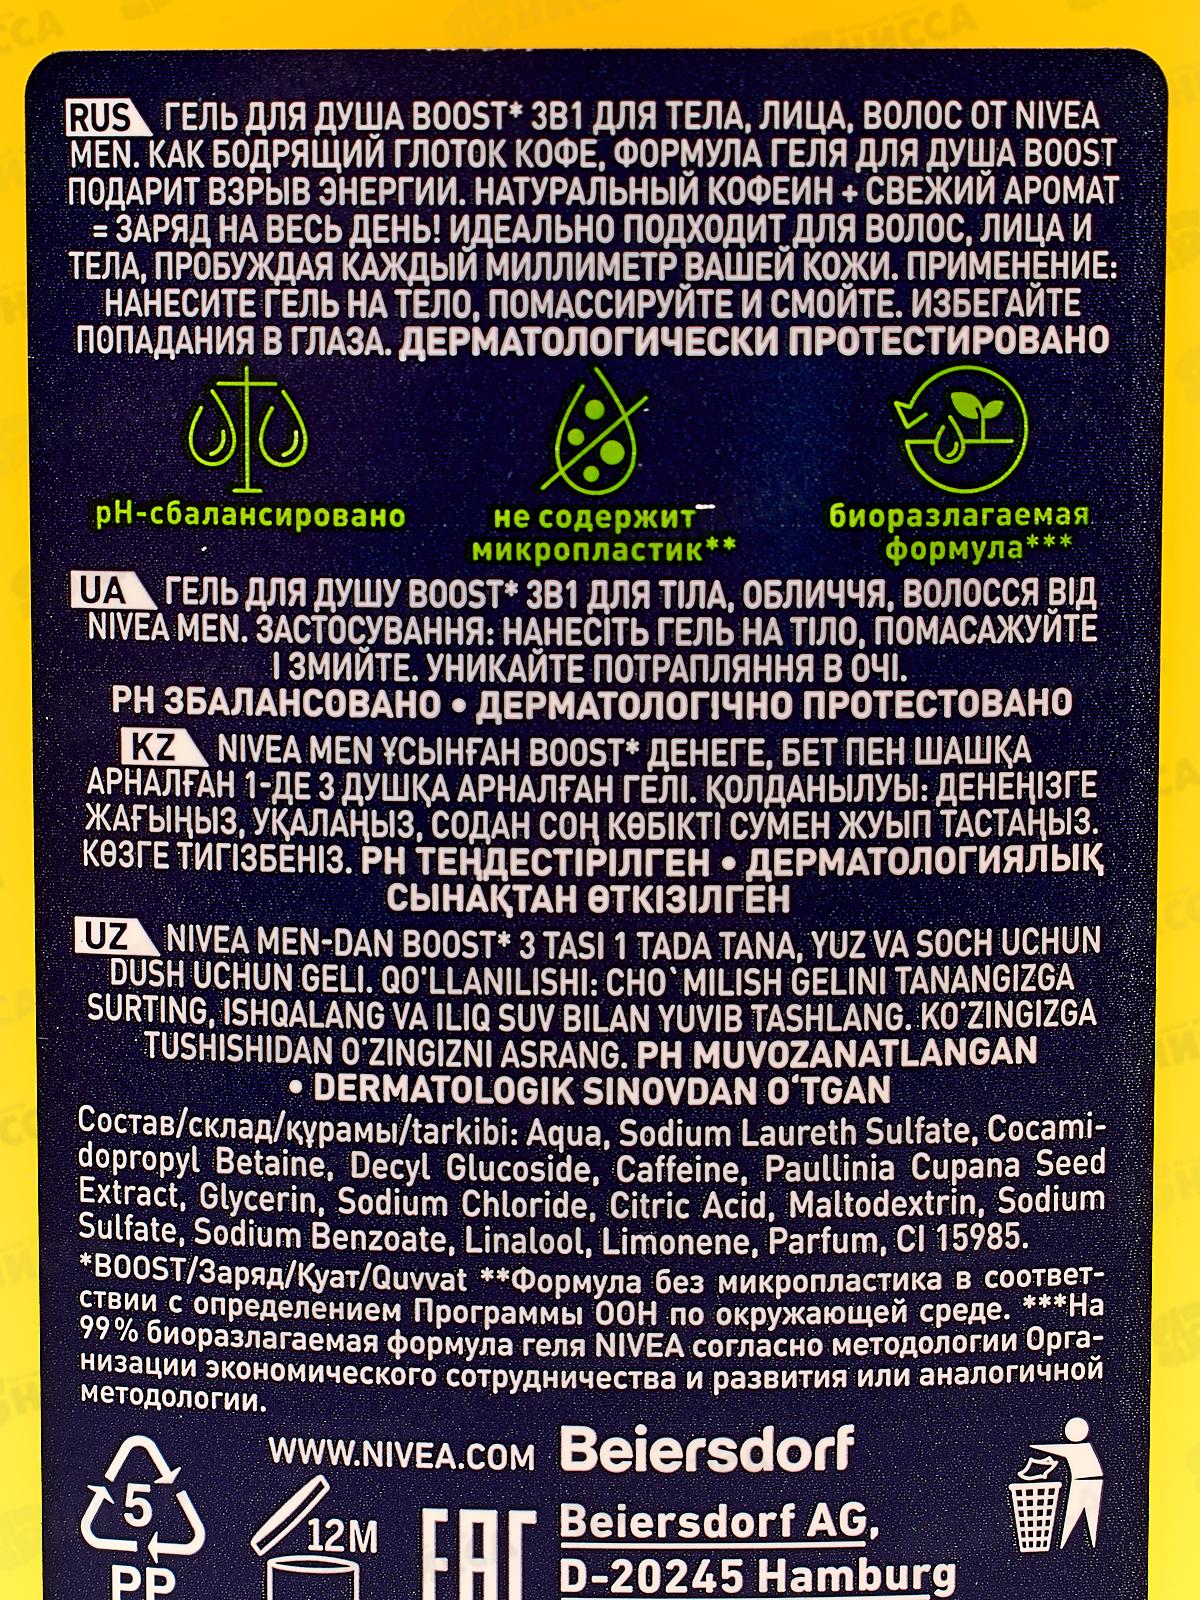 RUS ГЕЛЬ ДЛЯ ДУША BOOST* 3В1 ДЛЯ ТЕЛА, ЛИЦА, ВОЛОС ОТ NIVEA
MEN. КАК БОДРЯЩИЙ ГЛОТОК КОФЕ, ФОРМУЛА ГЕЛЯ ДЛЯ ДУША BOOST
ПОДАРИТ ВЗРЫВ ЭНЕРГИИ. НАТУРАЛЬНЫЙ КОФЕИН + СВЕЖИЙ АРОМАТ
= ЗАРЯД НА ВЕСЬ ДЕНЬ! ИДЕАЛЬНО ПОДХОДИТ ДЛЯ ВОЛОС, ЛИЦА И
ТЕЛА, ПРОБУЖДАЯ КАЖДЫЙ МИЛЛИМЕТР ВАШЕЙ КОЖИ. ПРИМЕНЕНИЕ:
НАНЕСИТЕ ГЕЛЬ НА ТЕЛО, ПОМАССИРУЙТЕ И СМОЙТЕ. ИЗБЕГАЙТЕ
ПОПАДАНИЯ В ГЛАЗА. ДЕРМАТОЛОГИЧЕСКИ ПРОТЕСТИРОВАНО
pH-сбалансировано
не содержит
микропластик**
биоразлагаемая
формула***
UA ГЕЛЬ ДЛЯ ДУШУ BOOST* 3В1 ДЛЯ ТІЛА, ОБЛИЧЧЯ, ВОЛОССЯ ВІД
NIVEA MEN. ЗАСТОСУВАННЯ: НАНЕСІТЬ ГЕЛЬ НА ТІЛО, ПОМАСАЖУЙТЕ
І ЗМИЙТЕ. УНИКАЙТЕ ПОТРАПЛЯННЯ В ОЧІ.
PH ЗБАЛАНСОВАНО • ДЕРМАТОЛОГІЧНО ПРОТЕСТОВАНО
KZ NIVEA MEN ҰСЫНҒАН BOOST* ДЕНЕГЕ, БЕТ ПЕН ШАШҚА
АРНАЛҒАН 1-ДЕ 3 ДУШҚА АРНАЛҒАН ГЕЛІ. ҚОЛДАНЫЛУЫ: ДЕНЕҢІЗГЕ
ЖАҒЫҢЫЗ, УҚАЛАҢЫЗ, СОДАН СОҢ КӨБІКТІ СУМЕН ЖУЫП ТАСТАҢЫЗ.
КӨЗГЕ ТИГІЗБЕҢІЗ. PH ТЕҢДЕСТІРІЛГЕН • ДЕРМАТОЛОГИЯЛЫҚ
СЫНАҚТАН ӨТКІЗІЛГЕН
UZ NIVEA MEN-DAN BOOST* 3 TASI 1 TADA TANA, YUZ VA SOCH UCHUN
DUSH UCHUN GELI. QO'LLANILISHI: CHO`MILISH GELINI TANANGIZGA
SURTING, ISHQALANG VA ILIQ SUV BILAN YUVIB TASHLANG. KO'ZINGIZGA
TUSHISHIDAN O'ZINGIZNI ASRANG. PH MUVOZANATLANGAN
• DERMATOLOGIK SINOVDAN O'TGAN
Состав/склад/құрамы/tarkibi: Aqua, Sodium Laureth Sulfate, Cocami-
dopropyl Betaine, Decyl Glucoside, Caffeine, Paullinia Cupana Seed
Extract, Glycerin, Sodium Chloride, Citric Acid, Maltodextrin, Sodium
Sulfate, Sodium Benzoate, Linalool, Limonene, Parfum, CI 15985.
*BOOST/Заряд/Қуат/Quvvat **Формула без микропластика в соответ-
ствии с определением Программы ООН по окружающей среде. ***На
99% биоразлагаемая формула геля NIVEA согласно методологии Орга-
низации экономического сотрудничества и развития или аналогичной
методологии.
WWW.NIVEA.COM Beiersdorf
5
PP
12M
EAC
Beiersdorf AG,
D-20245 Hamburg